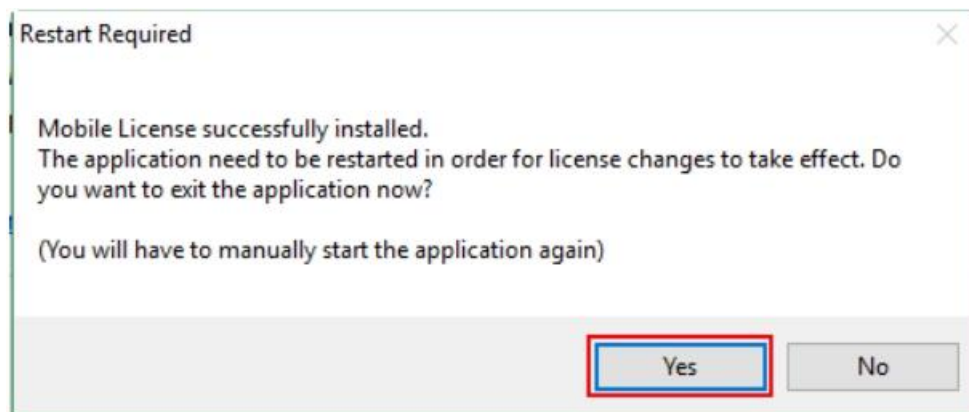 Restart Required
Mobile License successfully installed.
The application need to be restarted in order for license changes to take effect. Do
you want to exit the application now?
(You will have to manually start the application again)
Yes
No